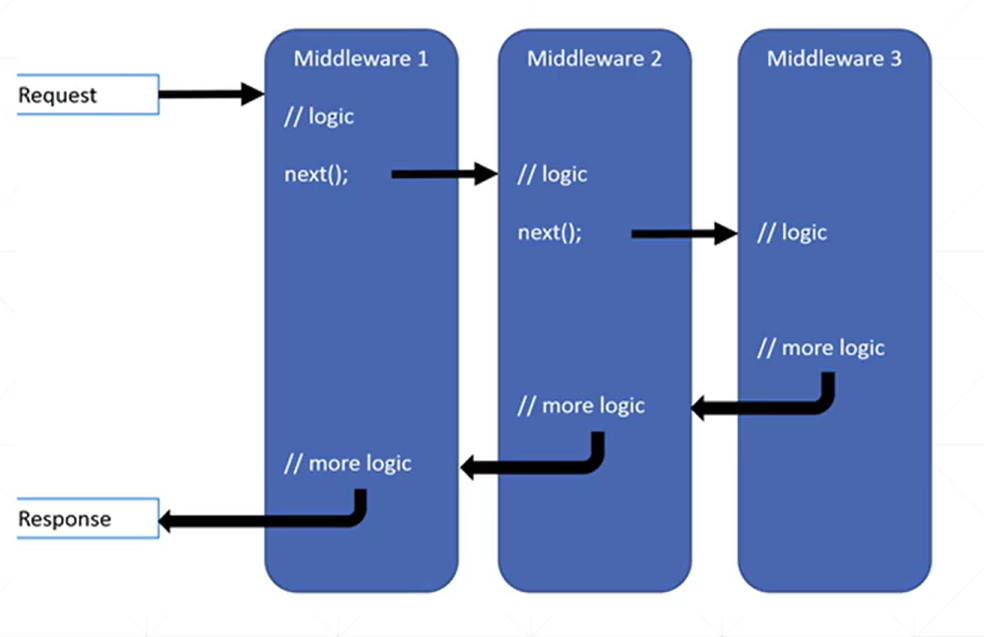 Request
Middleware 1
// logic
next();
// more logic
Middleware 2
// logic
next();
// more logic
Middleware 3
// logic
// more logic
Response